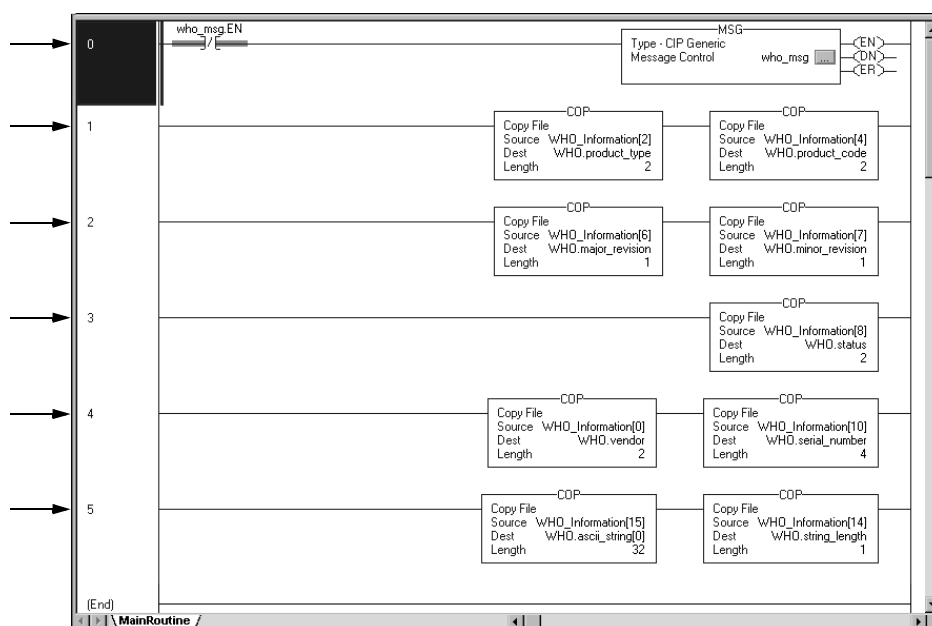 0
who_msg.EN
MSG
Type - CIP Generic
Message Control who_msg ...
EN
DN
ER
1
COP
Copy File
Source WHO_Information[2]
Dest WHO.product_type
Length 2
COP
Copy File
Source WHO_Information[4]
Dest WHO.product_code
Length 2
2
COP
Copy File
Source WHO_Information[6]
Dest WHO.major_revision
Length 1
COP
Copy File
Source WHO_Information[7]
Dest WHO.minor_revision
Length 1
3
COP
Copy File
Source WHO_Information[8]
Dest WHO.status
Length 2
4
COP
Copy File
Source WHO_Information[0]
Dest WHO.vendor
Length 2
COP
Copy File
Source WHO_Information[10]
Dest WHO.serial_number
Length 4
5
COP
Copy File
Source WHO_Information[15]
Dest WHO.ascii_string[0]
Length 32
COP
Copy File
Source WHO_Information[14]
Dest WHO.string_length
Length 1
(End)
MainRoutine